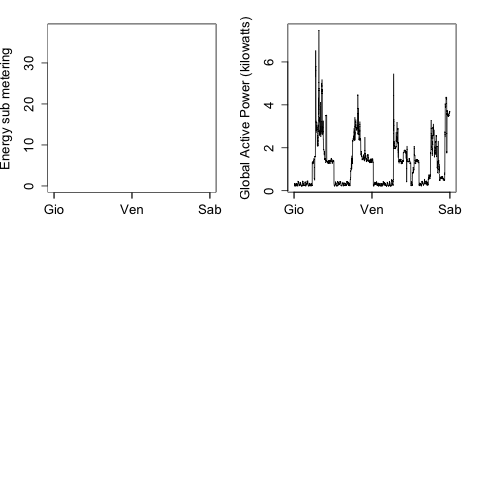 Energy sub metering
30
20
10
0
Gio Ven Sab
Global Active Power (kilowatts)
6
4
2
0
Gio Ven Sab